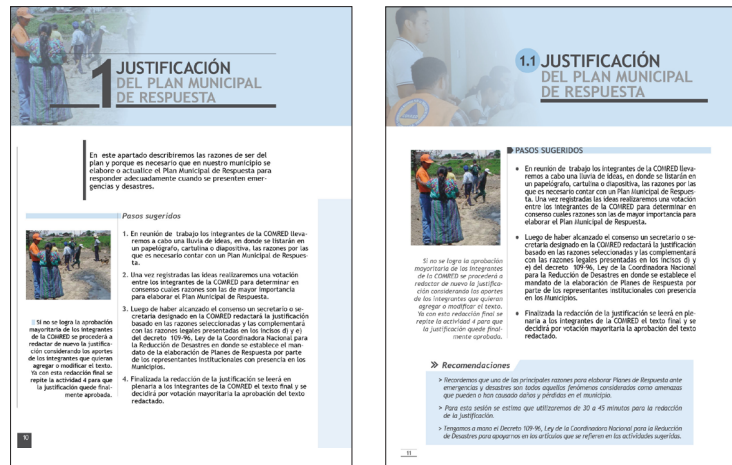 1 JUSTIFICACIÓN
DEL PLAN MUNICIPAL
DE RESPUESTA
En este apartado describiremos las razones de ser del
plan y porque es necesario que en nuestro municipio se
elabore o actualice el Plan Municipal de Respuesta para
responder adecuadamente cuando se presenten emer-
gencias y desastres.
Pasos sugeridos
1. En reunión de trabajo los integrantes de la COMRED lleva-
remos a cabo una lluvia de ideas, en donde se listarán en
un papelógrafo, cartulina o diapositiva, las razones por las
que es necesario contar con un Plan Municipal de Respues-
ta.
2. Una vez registradas las ideas realizaremos una votación
entre los integrantes de la COMRED para determinar en
consenso cuales razones son las de mayor importancia
para elaborar el Plan Municipal de Respuesta.
3. Luego de haber alcanzado el consenso un secretario o se-
cretaria designado en la COMRED redactará la justificación
basado en las razones seleccionadas y las complementará
con las razones legales presentadas en los incisos d) y e)
del decreto 109-96, Ley de la Coordinadora Nacional para
la Reducción de Desastres en donde se establece el man-
dato de la elaboración de Planes de Respuesta por parte
de los representantes institucionales con presencia en los
Municipios.
4. Finalizada la redacción de la justificación se leerá en
plenaria a los integrantes de la COMRED el texto final y se
decidirá por votación mayoritaria la aprobación del texto
redactado.
Si no se logra la aprobación
mayoritaria de los integrantes
de la COMRED se procederá a
redactar de nuevo la justifica-
ción considerando los aportes
de los integrantes que quieran
agregar o modificar el texto.
Ya con esta redacción final se
repite la actividad 4 para que
la justificación quede final-
mente aprobada.
10
1.1 JUSTIFICACIÓN
DEL PLAN MUNICIPAL
DE RESPUESTA
PASOS SUGERIDOS
En reunión de trabajo los integrantes de la COMRED lleva-
remos a cabo una lluvia de ideas, en donde se listarán en
un papelógrafo, cartulina o diapositiva, las razones por las
que es necesario contar con un Plan Municipal de Respues-
ta. Una vez registradas las ideas realizaremos una votación
entre los integrantes de la COMRED para determinar en
consenso cuales razones son las de mayor importancia para
elaborar el Plan Municipal de Respuesta.
Luego de haber alcanzado el consenso un secretario o se-
cretaria designado en la COMRED redactará la justificación
basado en las razones seleccionadas y las complementará
con las razones legales presentadas en los incisos d) y
e) del decreto 109-96, Ley de la Coordinadora Nacional
para la Reducción de Desastres en donde se establece el
mandato de la elaboración de Planes de Respuesta por
parte de los representantes institucionales con presencia
en los Municipios.
Finalizada la redacción de la justificación se leerá en ple-
naria a los integrantes de la COMRED el texto final y se
decidirá por votación mayoritaria la aprobación del texto
redactado.
Si no se logra la aprobación
mayoritaria de los integrantes
de la COMRED se procederá a
redactar de nuevo la justifica-
ción considerando los aportes
de los integrantes que quieran
agregar o modificar el texto.
Ya con esta redacción final se
repite la actividad 4 para que
la justificación quede final-
mente aprobada.
Recomendaciones
> Recordemos que una de las principales razones para elaborar Planes de Respuesta ante
emergencias y desastres son todos aquellos fenómenos considerados como amenazas
que pueden o han causado daños y pérdidas en el municipio.
> Para esta sesión se estima que utilizaremos de 30 a 45 minutos para la redacción
de la justificación.
> Tengamos a mano el Decreto 109-96, Ley de la Coordinadora Nacional para la Reducción
de Desastres para apoyarnos en los artículos que se refieren en las actividades sugeridas.
11